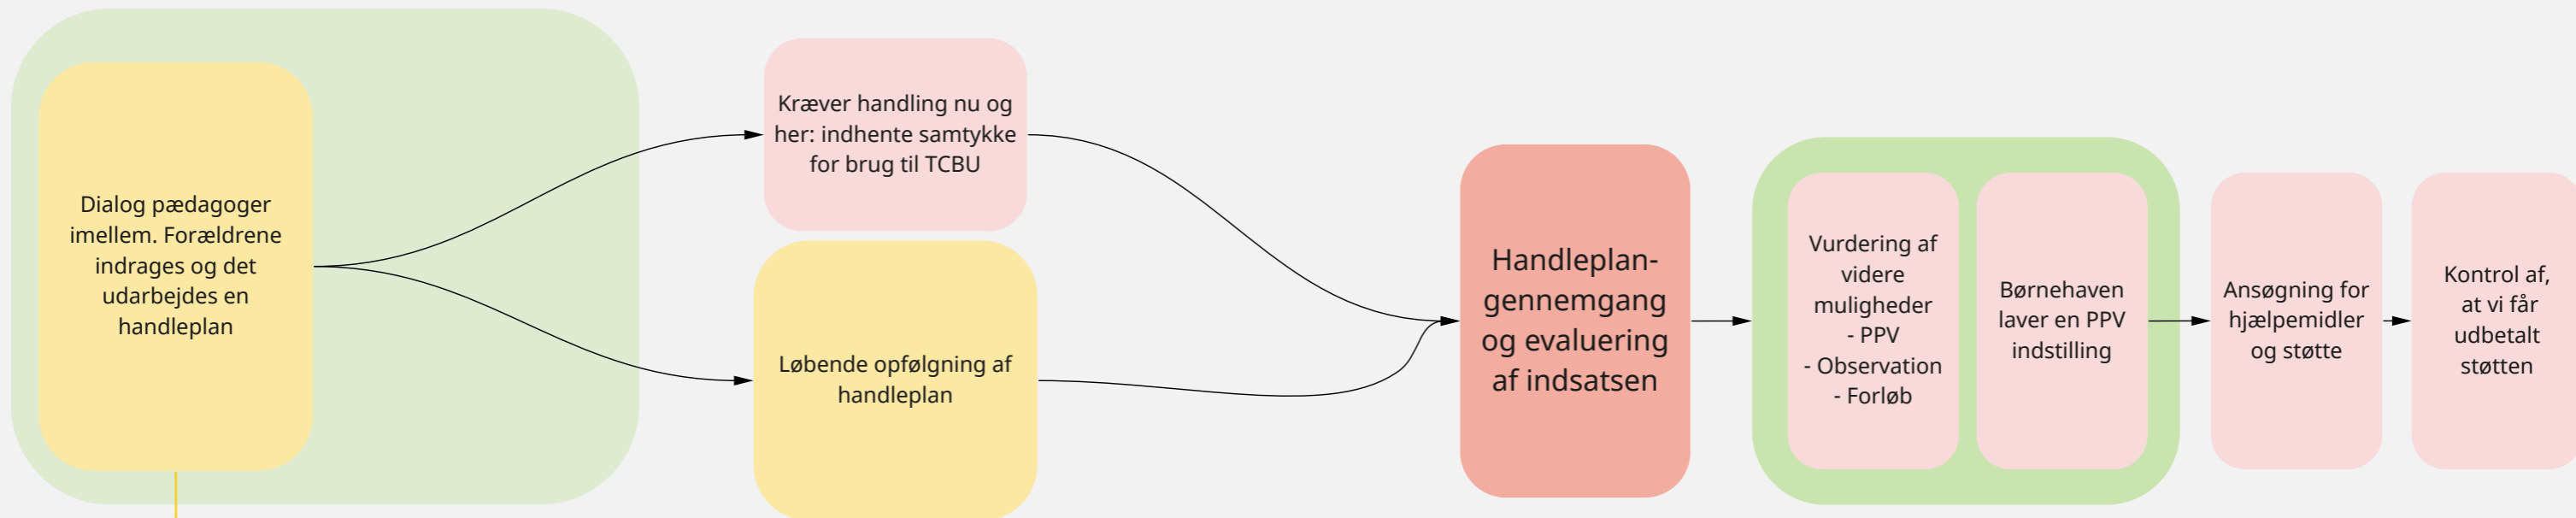 Dialog pædagoger
imellem. Forældrene
indrages og det
udarbejdes en
handleplan
Kræver handling nu og
her: indhente samtykke
for brug til TCBU
Løbende opfølgning af
handleplan
Handleplan-
gennemgang
og evaluering
af indsatsen
Vurdering af
videre
muligheder
- PPV
- Observation
- Forløb
Børnehaven
laver en PPV
indstilling
Ansøgning for
hjælpemidler
og støtte
Kontrol af,
at vi får
udbetalt
støtten